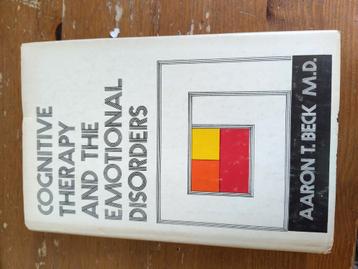 COGNITIVE
THERAPY
AND THE
EMOTIONAL
DISORDERS
AARON T. BECK M.D.